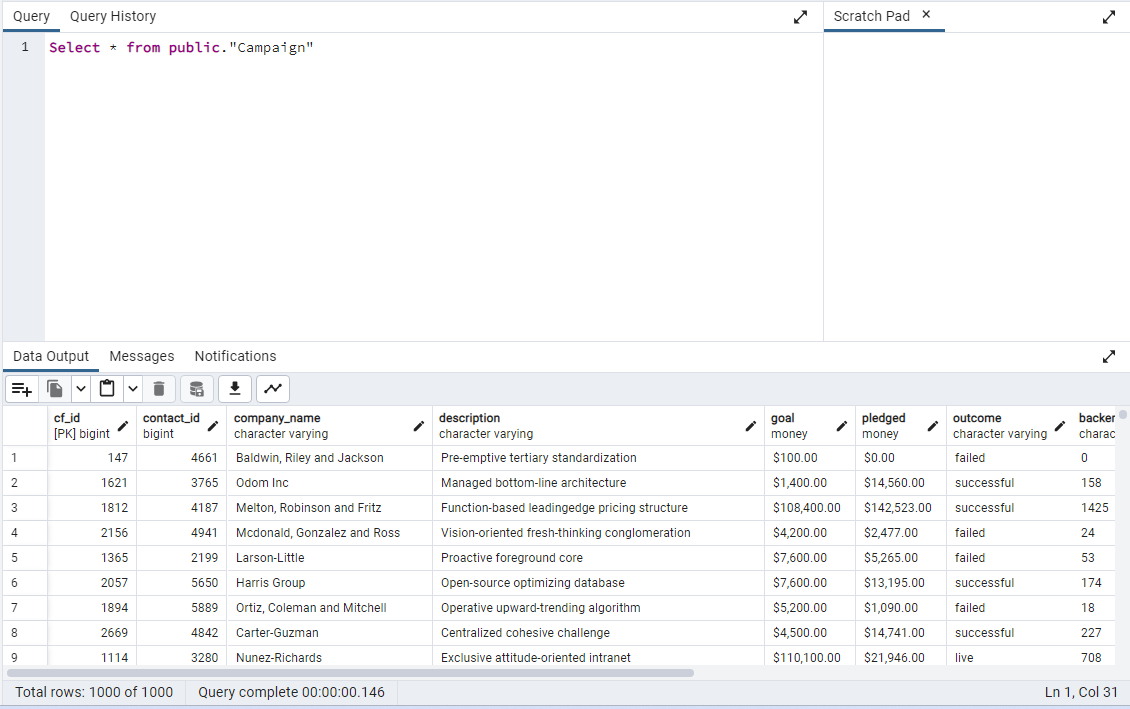 Query Query History Scratch Pad ×
1 Select * from public."Campaign"
Data Output Messages Notifications
cf_id contact_id company_name description goal pledged outcome backer
[PK] bigint bigint character varying character varying money money character varying charac
1 147 4661 Baldwin, Riley and Jackson Pre-emptive tertiary standardization $100.00 $0.00 failed 0
2 1621 3765 Odom Inc Managed bottom-line architecture $1,400.00 $14,560.00 successful 158
3 1812 4187 Melton, Robinson and Fritz Function-based leadingedge pricing structure $108,400.00 $142,523.00 successful 1425
4 2156 4941 Mcdonald, Gonzalez and Ross Vision-oriented fresh-thinking conglomeration $4,200.00 $2,477.00 failed 24
5 1365 2199 Larson-Little Proactive foreground core $7,600.00 $5,265.00 failed 53
6 2057 5650 Harris Group Open-source optimizing database $7,600.00 $13,195.00 successful 174
7 1894 5889 Ortiz, Coleman and Mitchell Operative upward-trending algorithm $5,200.00 $1,090.00 failed 18
8 2669 4842 Carter-Guzman Centralized cohesive challenge $4,500.00 $14,741.00 successful 227
9 1114 3280 Nunez-Richards Exclusive attitude-oriented intranet $110,100.00 $21,946.00 live 708
Total rows: 1000 of 1000 Query complete 00:00:00.146 Ln 1, Col 31